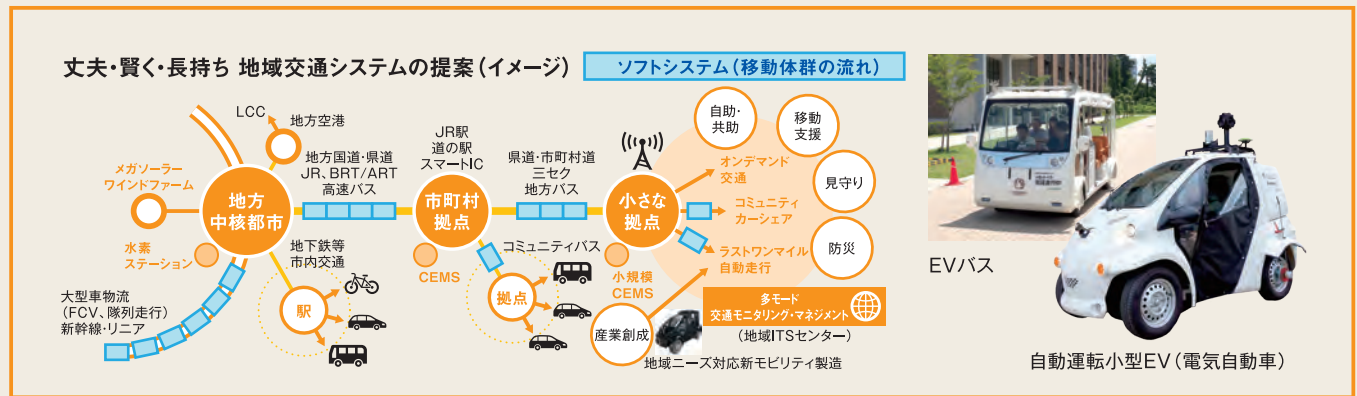 丈夫・賢く・長持ち 地域交通システムの提案(イメージ)
ソフトシステム(移動体群の流れ)
LCC
地方空港
メガソーラー
ウインドファーム
地方
中核都市
水素
ステーション
大型車物流
(FCV、隊列走行)
新幹線・リニア
地方国道・県道
JR、BRT/ART
高速バス
地下鉄等
市内交通
駅
JR駅
道の駅
スマートIC
市町村
拠点
CEMS
県道・市町村道
三セク
地方バス
コミュニティバス
拠点
小さな
拠点
小規模
CEMS
自助・
共助
移動
支援
見守り
防災
オンデマンド
交通
コミュニティ
カーシェア
ラストワンマイル
自動走行
産業創成
多モード
交通モニタリング・マネジメント
(地域ITSセンター)
地域ニーズ対応新モビリティ製造
EVバス
自動運転小型EV(電気自動車)